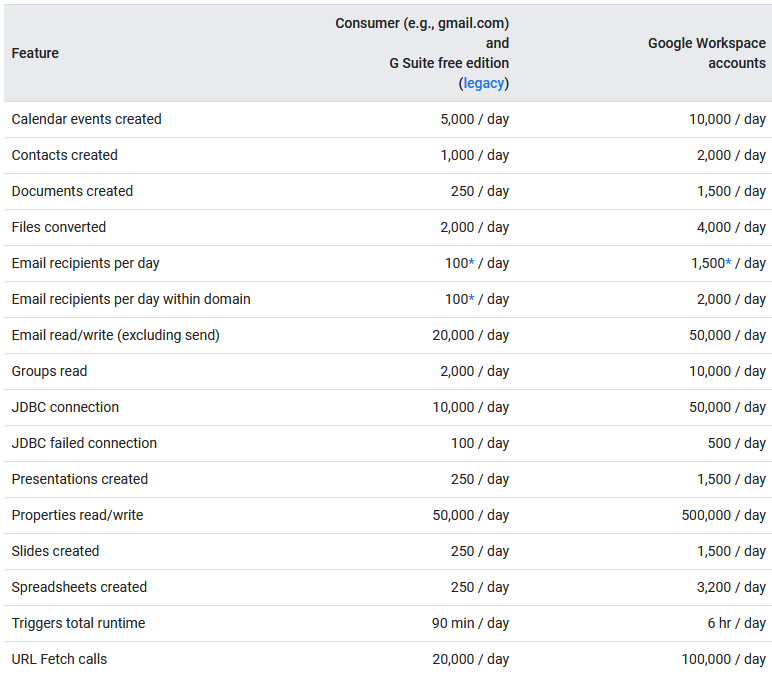 Feature
Consumer (e.g., gmail.com)
and
G Suite free edition
(legacy)
Google Workspace
accounts
Calendar events created 5,000 / day 10,000 / day
Contacts created 1,000 / day 2,000 / day
Documents created 250 / day 1,500 / day
Files converted 2,000 / day 4,000 / day
Email recipients per day 100* / day 1,500* / day
Email recipients per day within domain 100* / day 2,000 / day
Email read/write (excluding send) 20,000 / day 50,000 / day
Groups read 2,000 / day 10,000 / day
JDBC connection 10,000 / day 50,000 / day
JDBC failed connection 100 / day 500 / day
Presentations created 250 / day 1,500 / day
Properties read/write 50,000 / day 500,000 / day
Slides created 250 / day 1,500 / day
Spreadsheets created 250 / day 3,200 / day
Triggers total runtime 90 min / day 6 hr / day
URL Fetch calls 20,000 / day 100,000 / day